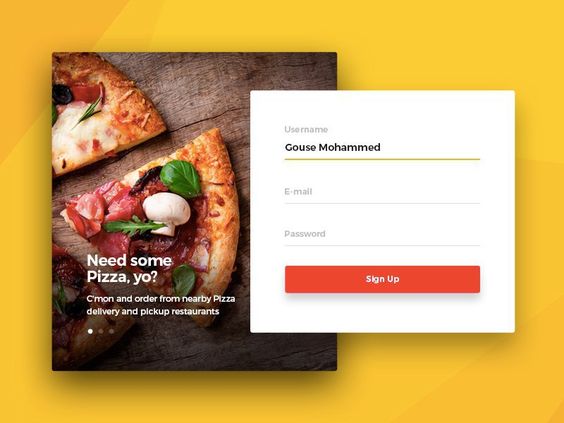 Need some
Pizza, yo?
C'mon and order from nearby Pizza
delivery and pickup restaurants
Username
Gouse Mohammed
E-mail
Password
Sign Up